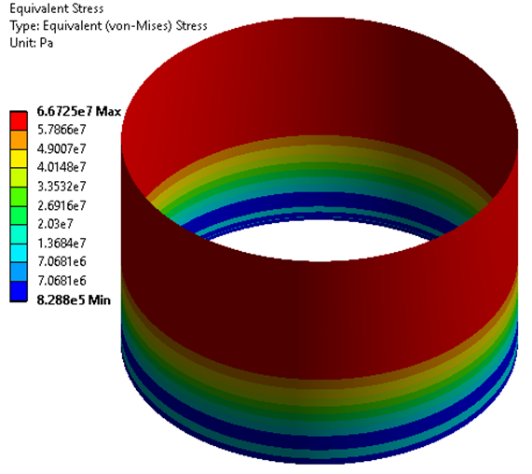 Equivalent Stress
Type: Equivalent (von-Mises) Stress
Unit: Pa
6.6725e7 Max
5.7866e7
4.9007e7
4.0148e7
3.3532e7
2.6916e7
2.03e7
1.3684e7
7.0681e6
7.0681e6
8.288e5 Min